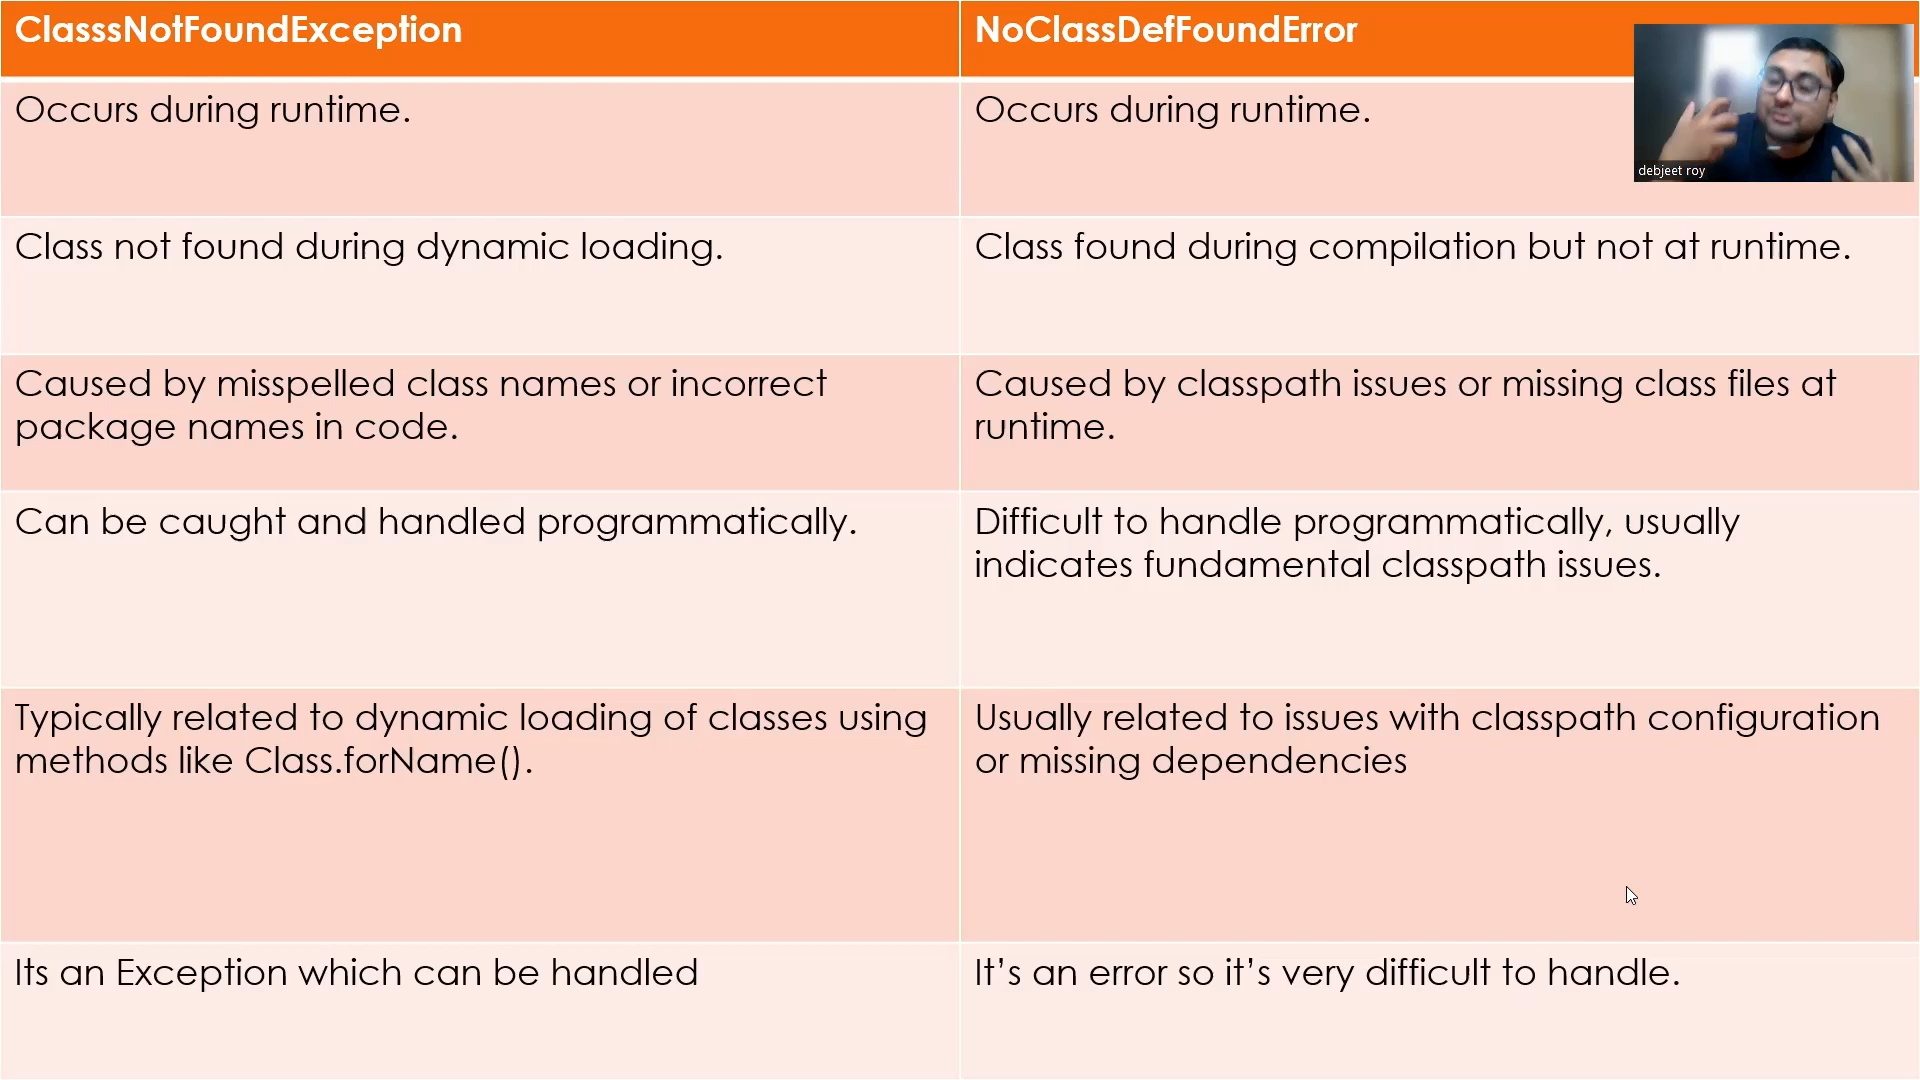 ClasssNotFoundException
NoClassDefFoundError
debjeet roy
Occurs during runtime.
Occurs during runtime.
Class not found during dynamic loading.
Class found during compilation but not at runtime.
Caused by misspelled class names or incorrect
package names in code.
Caused by classpath issues or missing class files at
runtime.
Can be caught and handled programmatically.
Difficult to handle programmatically, usually
indicates fundamental classpath issues.
Typically related to dynamic loading of classes using
methods like Class.forName().
Usually related to issues with classpath configuration
or missing dependencies
Its an Exception which can be handled
It’s an error so it’s very difficult to handle.